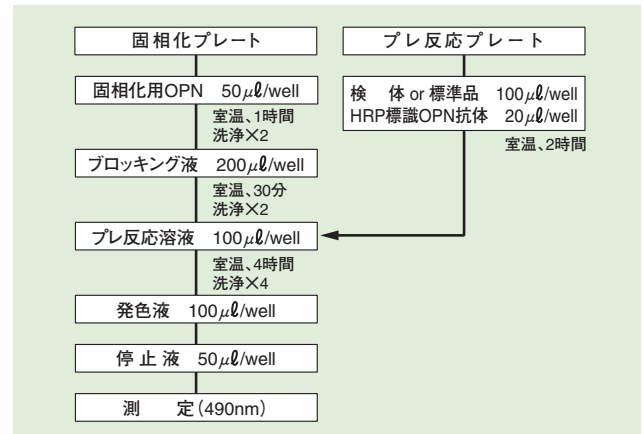 固相化プレート
プレ反応プレート
固相化用OPN 50μℓ/well
室温、1時間
洗浄×2
ブロッキング液 200μℓ/well
室温、30分
洗浄×2
プレ反応溶液 100μℓ/well
室温、4時間
洗浄×4
発色液 100μℓ/well
停止液 50μℓ/well
測 定（490nm）
検 体 or 標準品 100μℓ/well
HRP標識OPN抗体 20μℓ/well
室温、2時間